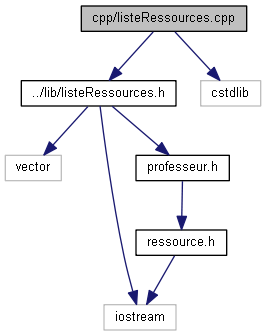 cpp/listeRessources.cpp
../lib/listeRessources.h
cstdlib
vector
professeur.h
ressource.h
iostream